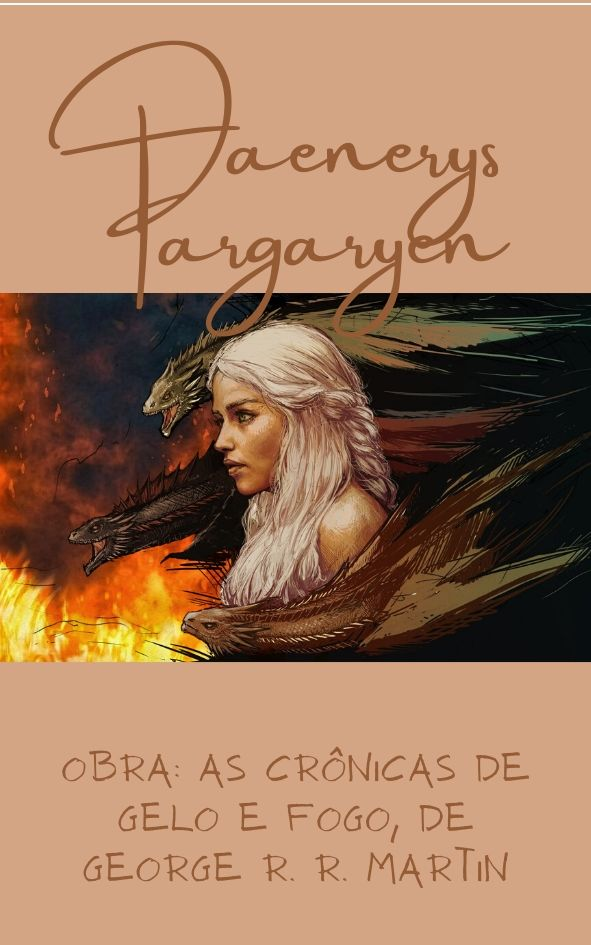 Daenerys
Targaryen
OBRA: AS CRÔNICAS DE
GELO E FOGO, DE
GEORGE R. R. MARTIN